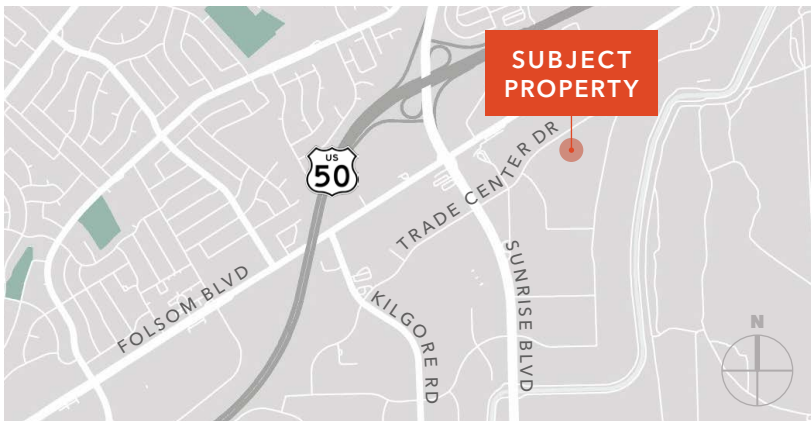 SUBJECT
PROPERTY
US
50
TRADE CENTER DR
FOLSOM BLVD
KILGORE RD
SUNRISE BLVD
N